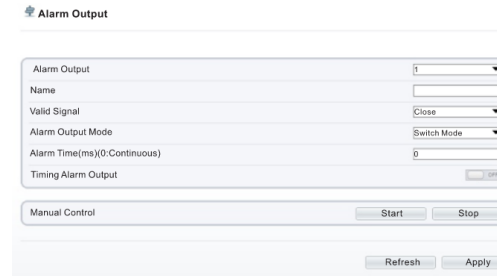 Alarm Output
Alarm Output 1
Name
Valid Signal Close
Alarm Output Mode Switch Mode
Alarm Time(ms)(0:Continuous) 0
Timing Alarm Output OFF
Manual Control Start Stop
Refresh Apply